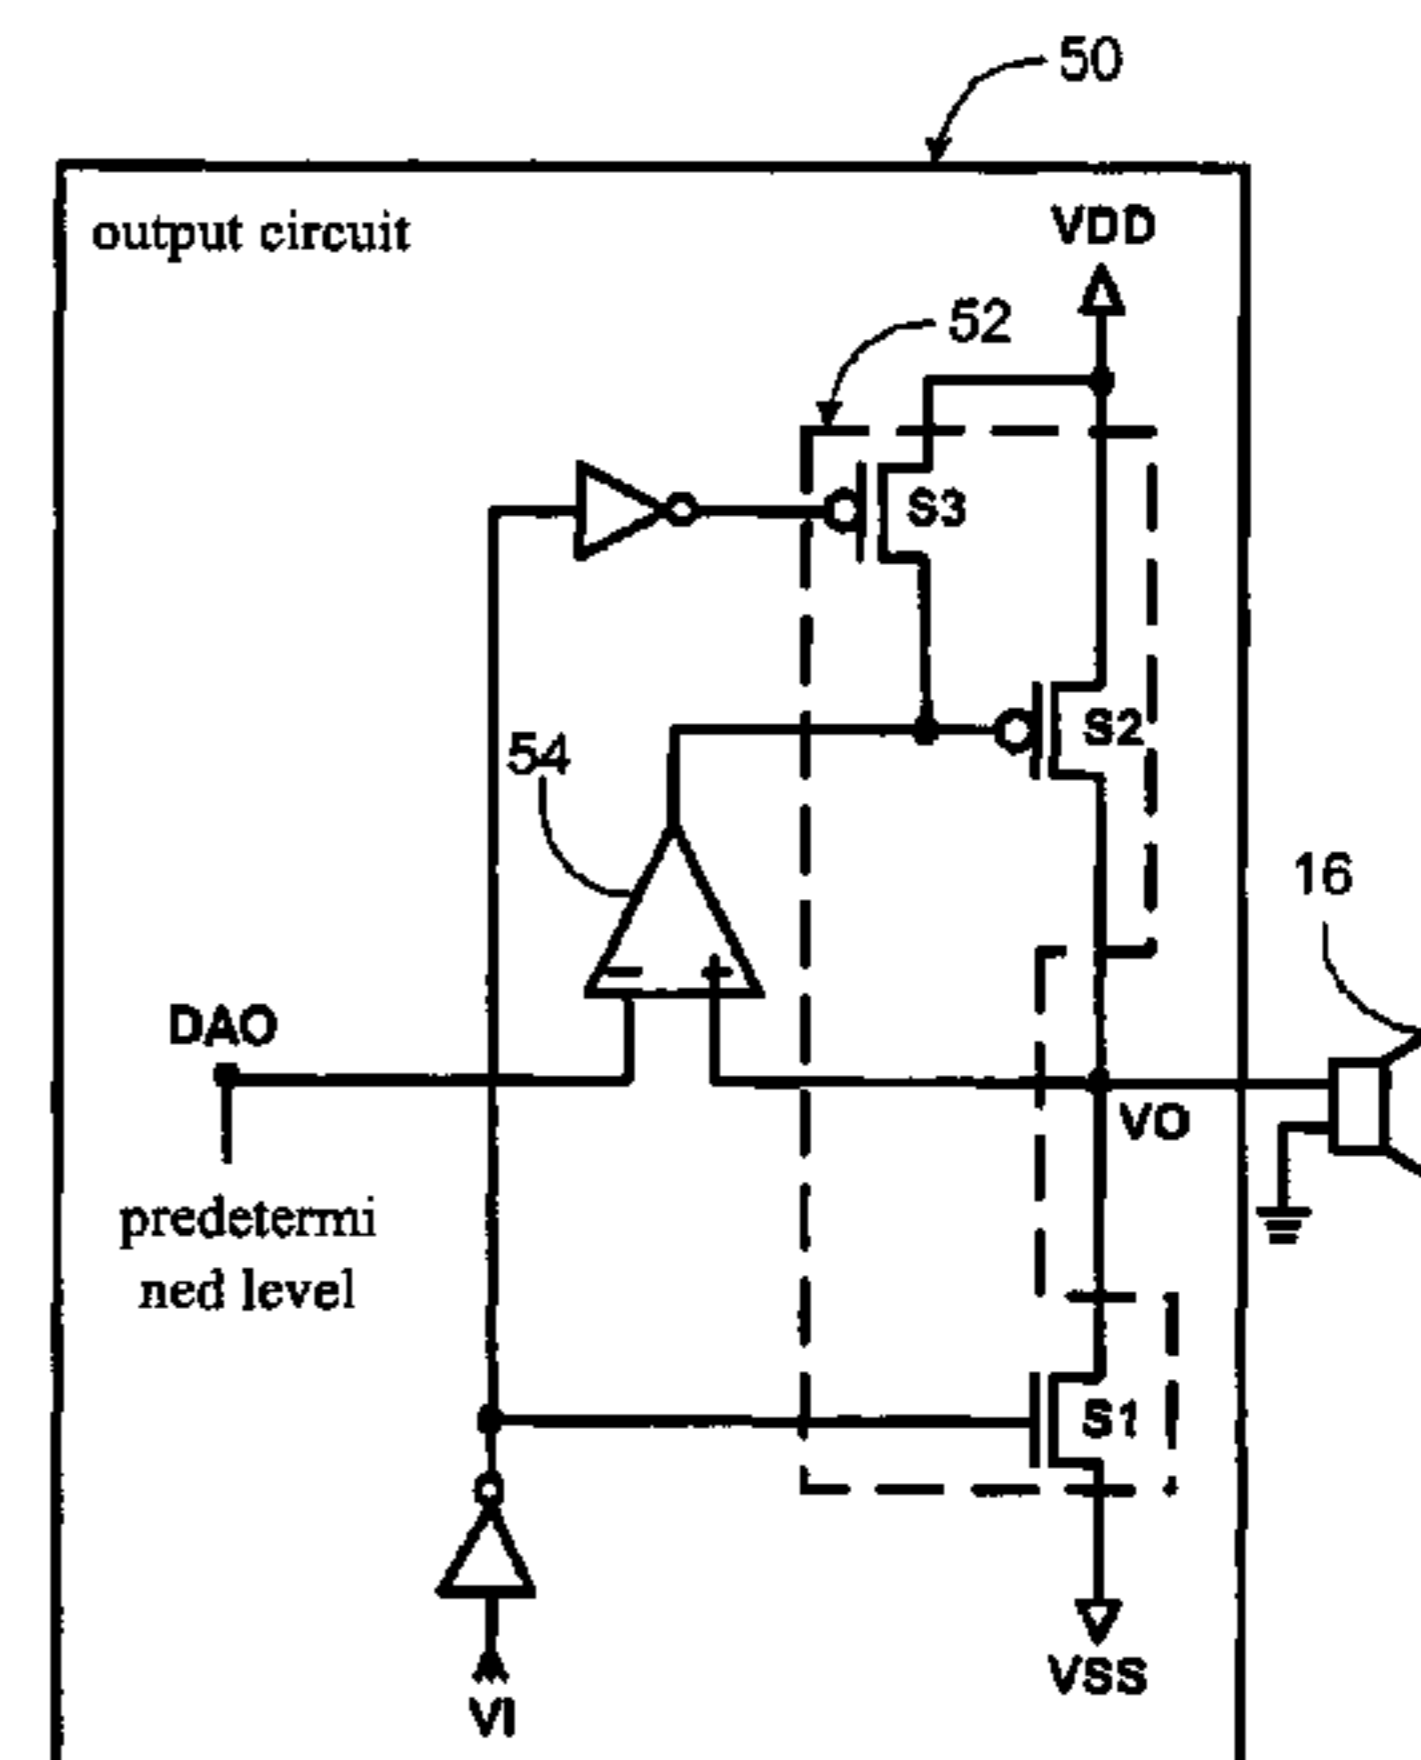 50
output circuit
VDD
52
S3
S2
54
16
DAO
VO
predetermi
ned level
S1
VSS
VI